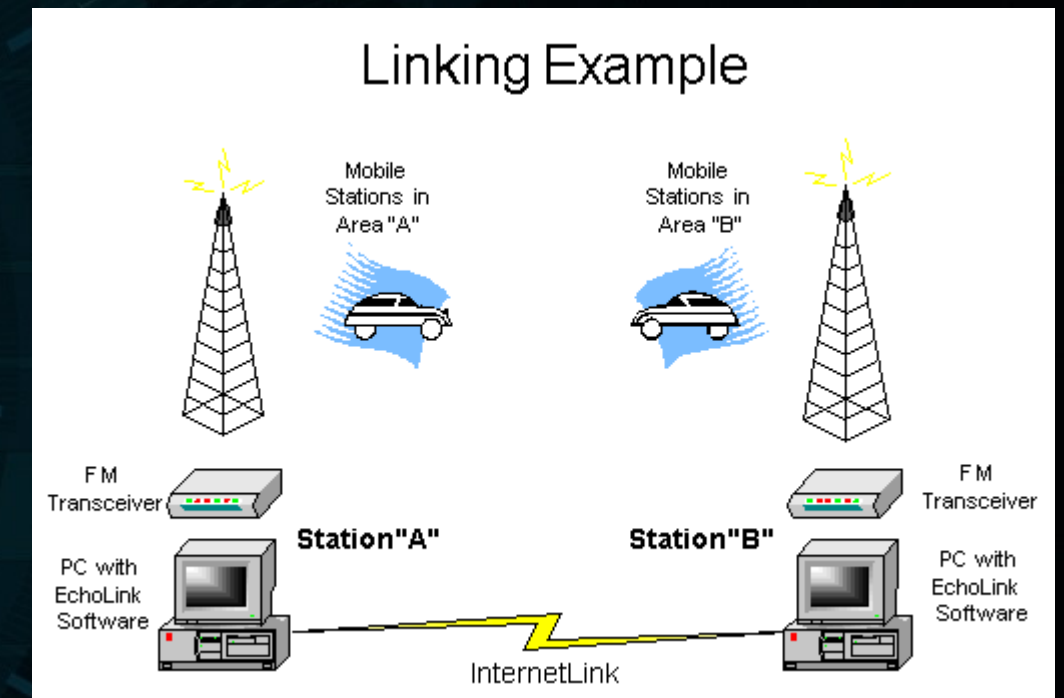 Linking Example
Mobile
Stations in
Area "A"
Mobile
Stations in
Area "B"
FM
Transceiver
FM
Transceiver
Station"A"
Station"B"
PC with
EchoLink
Software
PC with
EchoLink
Software
InternetLink